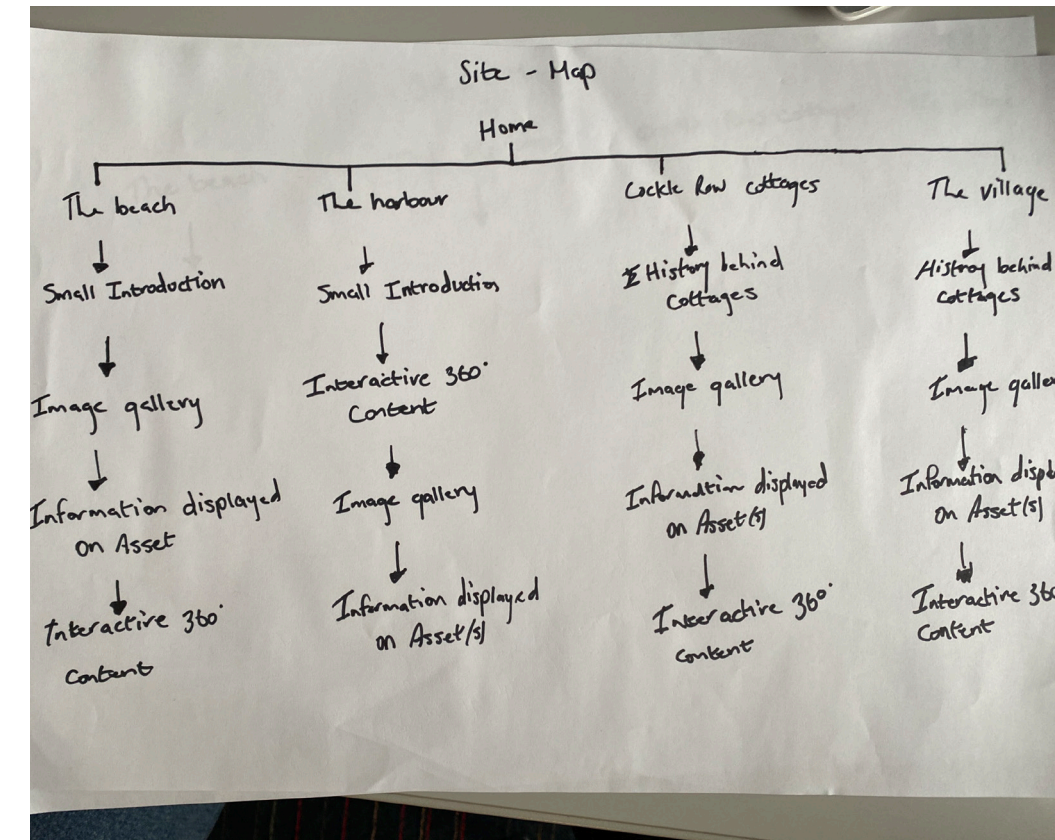 Site - Map
Home
The beach
Small Introduction
Image gallery
Information displayed
on Asset
Interactive 360°
Content
The harbour
Small Introduction
Interactive 360°
Content
Image gallery
Information displayed
on Asset(s)
Cockle Row cottages
History behind
Cottages
Image gallery
Information displayed
on Asset(s)
Interactive 360°
Content
The village
Histroy behind
Cottages
Image
Information
on Asset(s)
Interactive
Content